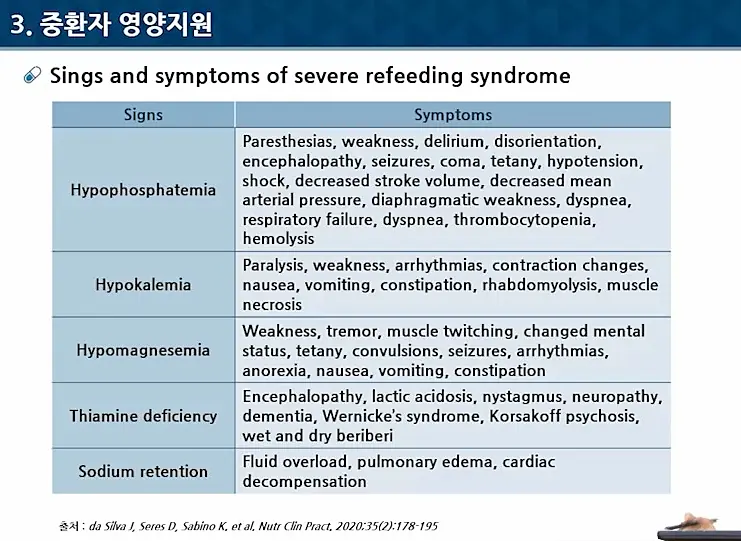 3. 중환자 영양지원
Sings and symptoms of severe refeeding syndrome
Signs
Symptoms
Hypophosphatemia
Paresthasias, weakness, delirium, disorientation,
encephalopathy, seizures, coma, tetany, hypotension,
shock, decreased stroke volume, decreased mean
arterial pressure, diaphragmatic weakness, dyspnea,
respiratory failure, dyspnea, thrombocytopenia,
hemolysis
Hypokalemia
Paralysis, weakness, arrhythmias, contraction changes,
nausea, vomiting, constipation, rhabdomyolysis, muscle
necrosis
Hypomagnesemia
Weakness, tremor, muscle twitching, changed mental
status, tetany, convulsions, seizures, arrhythmias,
anorexia, nausea, vomiting, constipation
Thiamine deficiency
Encephalopathy, lactic acidosis, nystagmus, neuropathy,
dementia, Wernicke's syndrome, Korsakoff psychosis,
wet and dry beriberi
Sodium retention
Fluid overload, pulmonary edema, cardiac
decompensation
출처 : da Silva J, Seres D, Sabino K, et al. Nutr Clin Pract. 2020;35(2):178-195